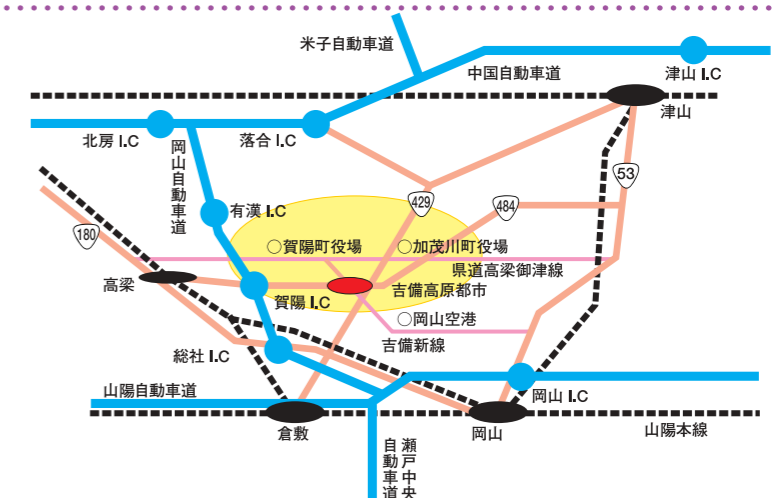 米子自動車道
中国自動車道
津山 I.C
津山
北房 I.C
落合 I.C
岡山自動車道
53
有漢 I.C
429
484
180
○賀陽町役場
○加茂川町役場
県道高梁御津線
高梁
賀陽 I.C
吉備高原都市
○岡山空港
吉備新線
総社 I.C
山陽自動車道
岡山 I.C
倉敷
岡山
山陽本線
瀬戸中央
自動車道